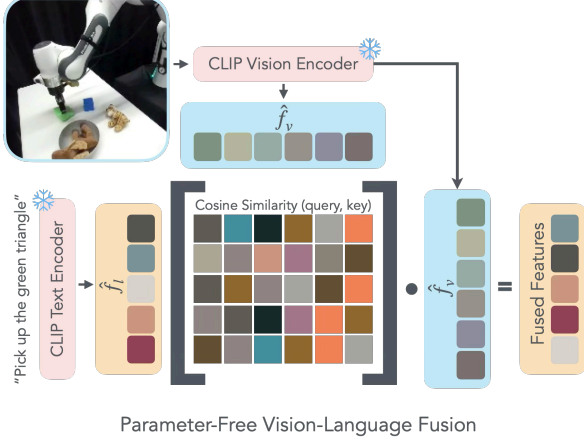 CLIP Vision Encoder
f̂ᵥ
"Pick up the green triangle"
CLIP Text Encoder
f̂ₗ
Cosine Similarity (query, key)
f̂ᵥ
=
Fused Features
Parameter-Free Vision-Language Fusion